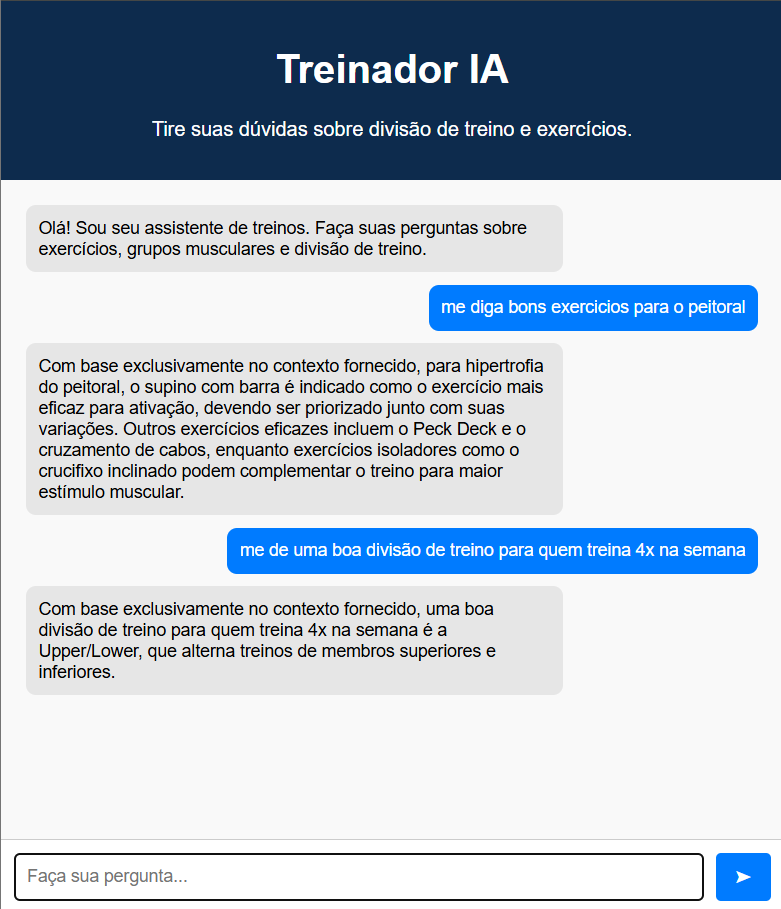 Treinador IA
Tire suas dúvidas sobre divisão de treino e exercícios.
Olá! Sou seu assistente de treinos. Faça suas perguntas sobre
exercícios, grupos musculares e divisão de treino.
me diga bons exercicios para o peitoral
Com base exclusivamente no contexto fornecido, para hipertrofia
do peitoral, o supino com barra é indicado como o exercício mais
eficaz para ativação, devendo ser priorizado junto com suas
variações. Outros exercícios eficazes incluem o Peck Deck e o
cruzamento de cabos, enquanto exercícios isoladores como o
crucifixo inclinado podem complementar o treino para maior
estímulo muscular.
me de uma boa divisão de treino para quem treina 4x na semana
Com base exclusivamente no contexto fornecido, uma boa
divisão de treino para quem treina 4x na semana é a
Upper/Lower, que alterna treinos de membros superiores e
inferiores.
Faça sua pergunta...